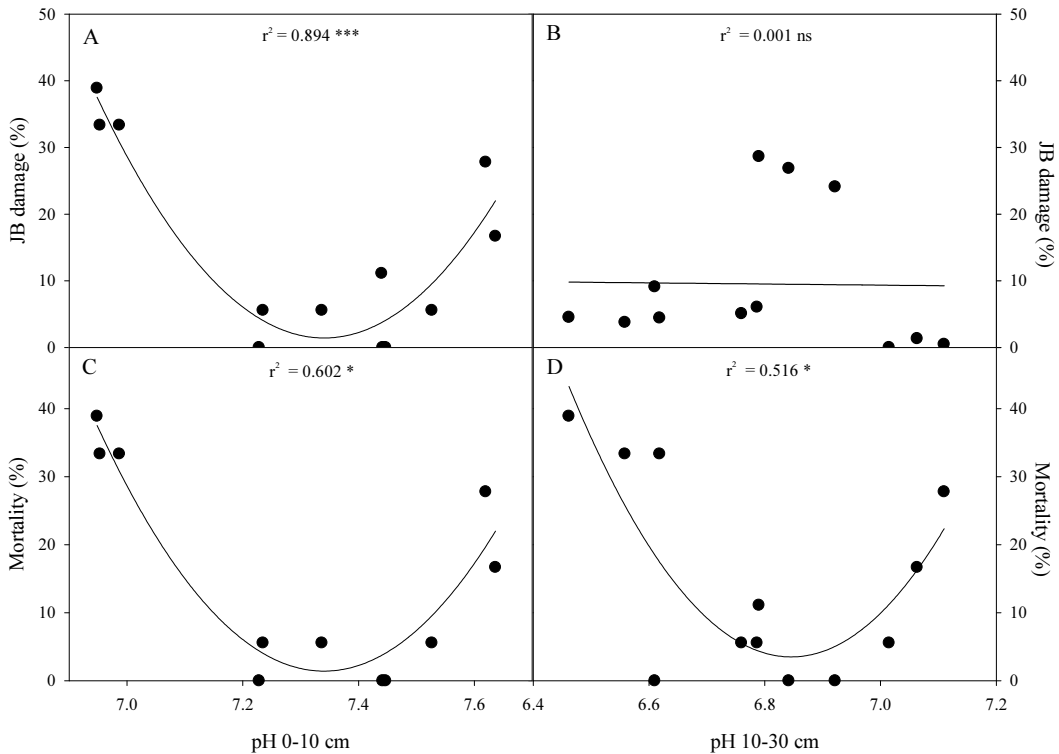 50
40
30
20
10
0
JB damage (%)
A
r² = 0.894 ***
B
r² = 0.001 ns
50
40
30
20
10
0
JB damage (%)
40
30
20
10
0
Mortality (%)
C
r² = 0.602 *
D
r² = 0.516 *
40
30
20
10
0
Mortality (%)
7.0 7.2 7.4 7.6
6.4 6.6 6.8 7.0 7.2
pH 0-10 cm
pH 10-30 cm